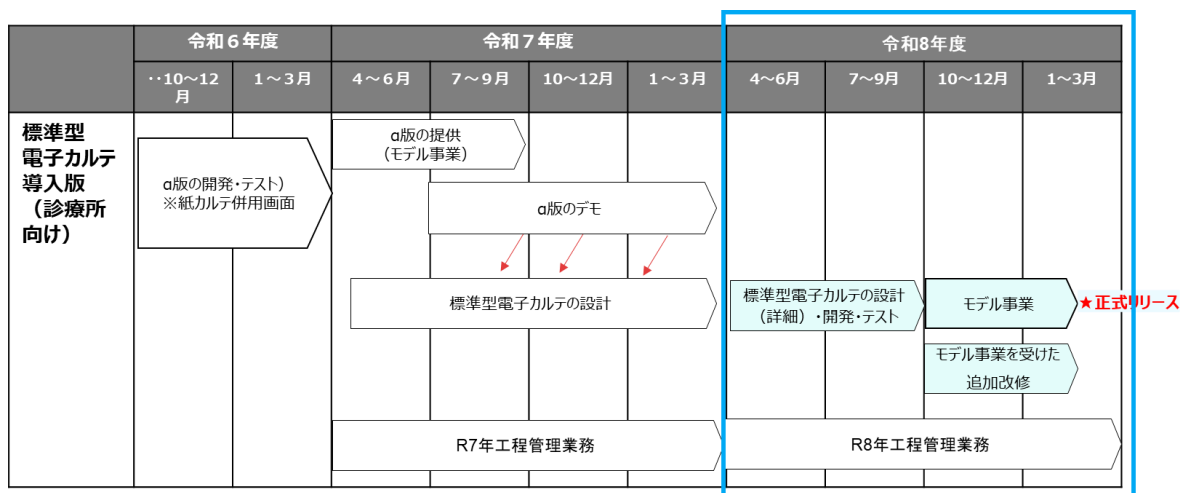 令和６年度
令和７年度
令和8年度
‥10～12
月
１～３月
４～６月
７～９月
10～12月
１～３月
4～6月
7～9月
10～12月
1～3月
標準型
電子カルテ
導入版
（診療所
向け）
α版の開発・テスト）
※紙カルテ併用画面
α版の提供
（モデル事業）
α版のデモ
標準型電子カルテの設計
標準型電子カルテの設計
（詳細）・開発・テスト
モデル事業
★正式リリース
モデル事業を受けた
追加改修
R7年工程管理業務
R8年工程管理業務